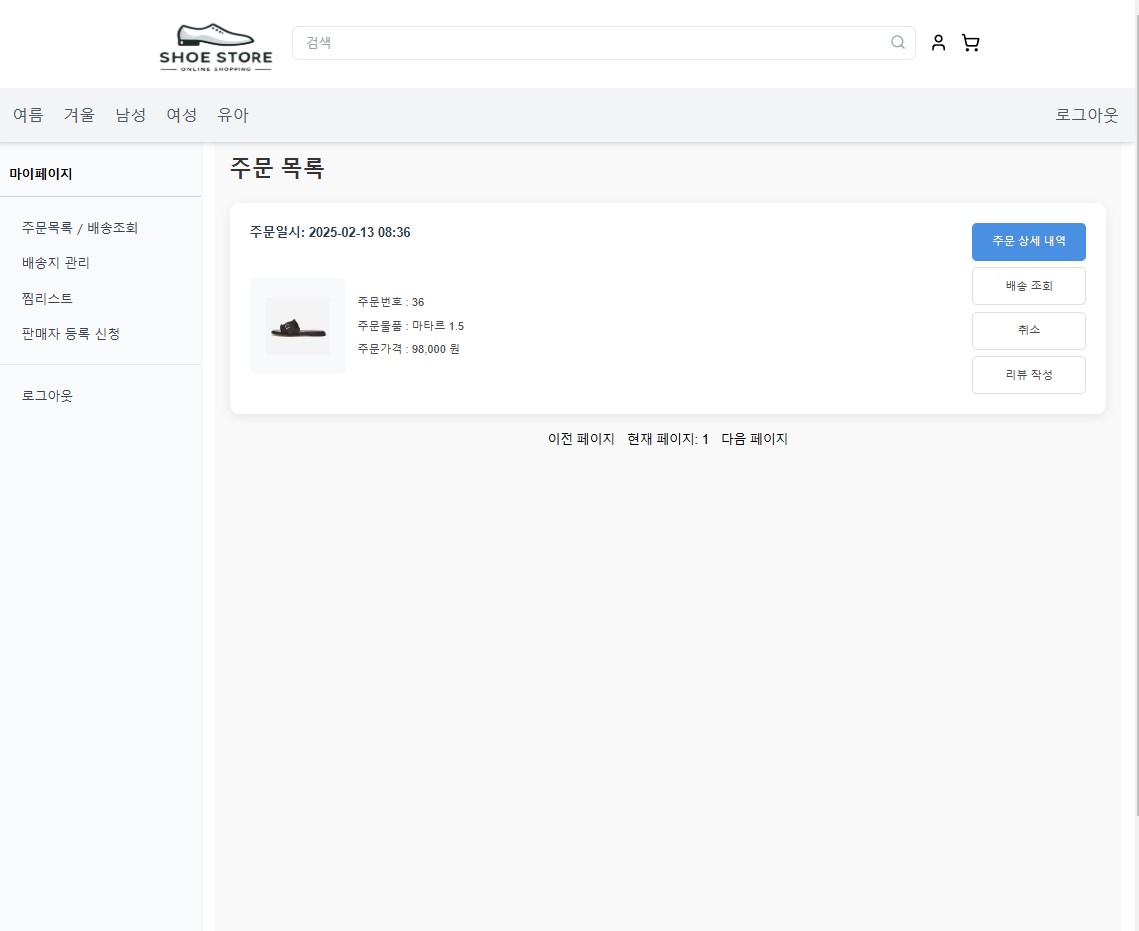 SHOE STORE
ONLINE SHOPPING
검색
여름 겨울 남성 여성 유아 로그아웃
마이페이지
주문목록 / 배송조회
배송지 관리
찜리스트
판매자 등록 신청
로그아웃
주문 목록
주문일시: 2025-02-13 08:36
주문번호 : 36
주문물품 : 마타르 1.5
주문가격 : 98,000 원
주문 상세 내역
배송 조회
취소
리뷰 작성
이전 페이지 현재 페이지: 1 다음 페이지